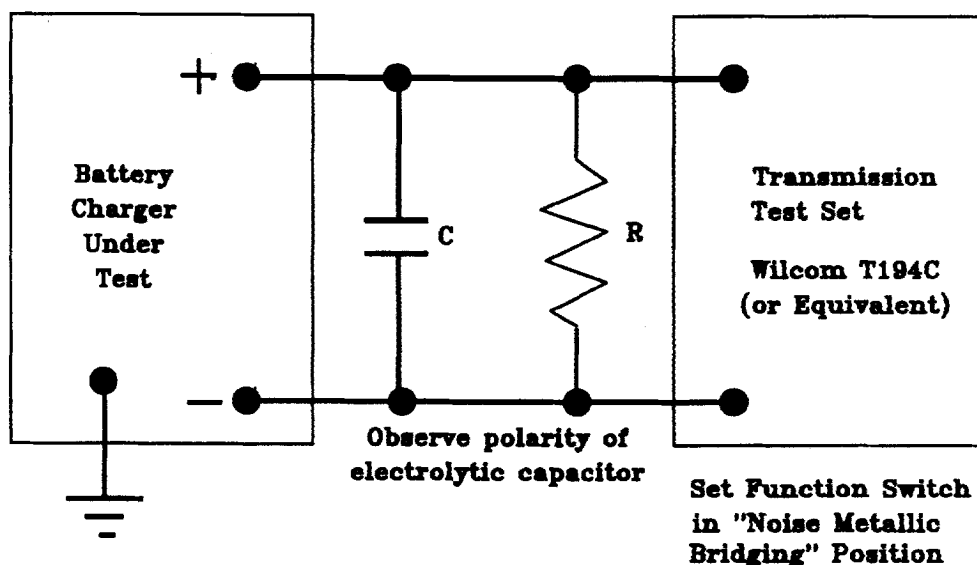 +
−
Battery
Charger
Under
Test
C
R
Transmission
Test Set
Wilcom T194C
(or Equivalent)
Observe polarity of
electrolytic capacitor
Set Function Switch
in "Noise Metallic
Bridging" Position